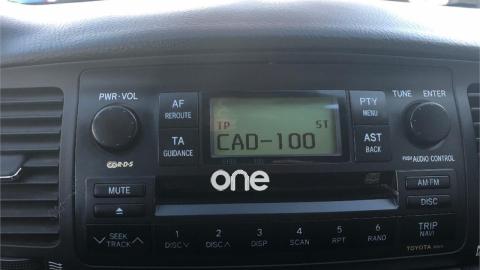 PWR·VOL
AF
REROUTE
TP
ST
CAD-100
PTY
MENU
TUNE ENTER
TA
GUIDANCE
AST
BACK
R·D·S
PUSH AUDIO CONTROL
one
MUTE
AM·FM
DISC
SEEK
TRACK
1
DISC
2
DISC
3
DISP
4
SCAN
5
RPT
6
RAND
TRIP
NAVI
TOYOTA